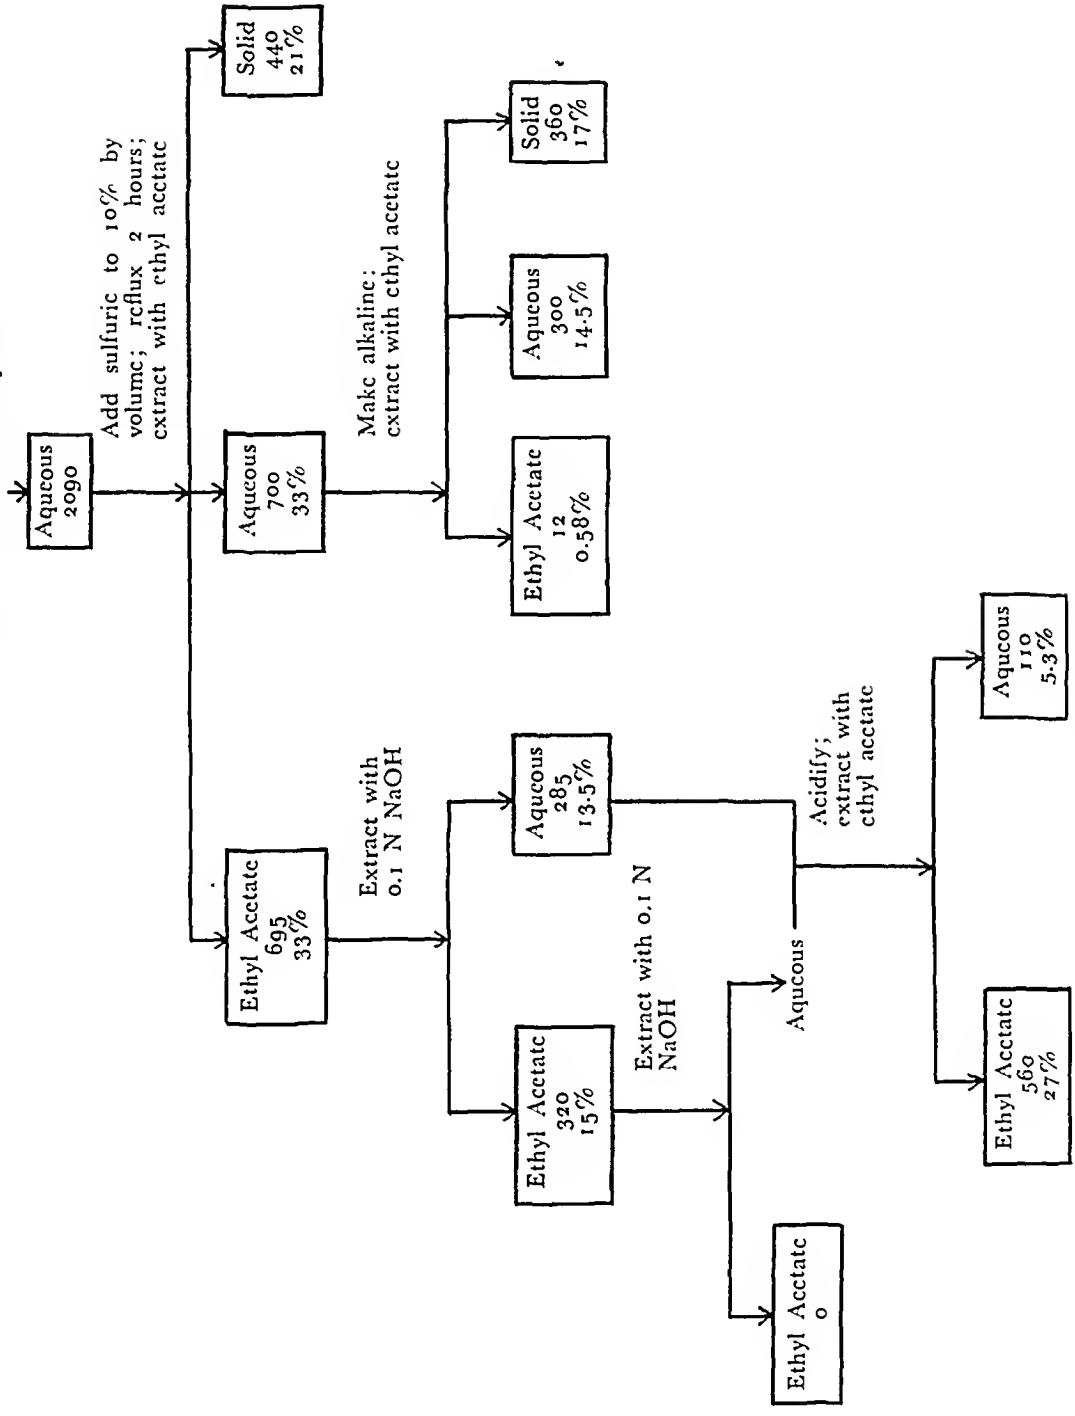 Aqueous
2090
Add sulfuric to 10% by
volume; reflux 2 hours;
extract with ethyl acetate
Solid
440
21%
Aqueous
700
33%
Ethyl Acetate
695
33%
Make alkaline;
extract with ethyl acetate
Extract with
0.1 N NaOH
Solid
360
17%
Aqueous
300
14.5%
Ethyl Acetate
12
0.58%
Aqueous
285
13.5%
Ethyl Acetate
320
15%
Extract with 0.1 N
NaOH
Acidify;
extract with
ethyl acetate
Aqueous
Ethyl Acetate
0
Aqueous
110
5.3%
Ethyl Acetate
560
27%